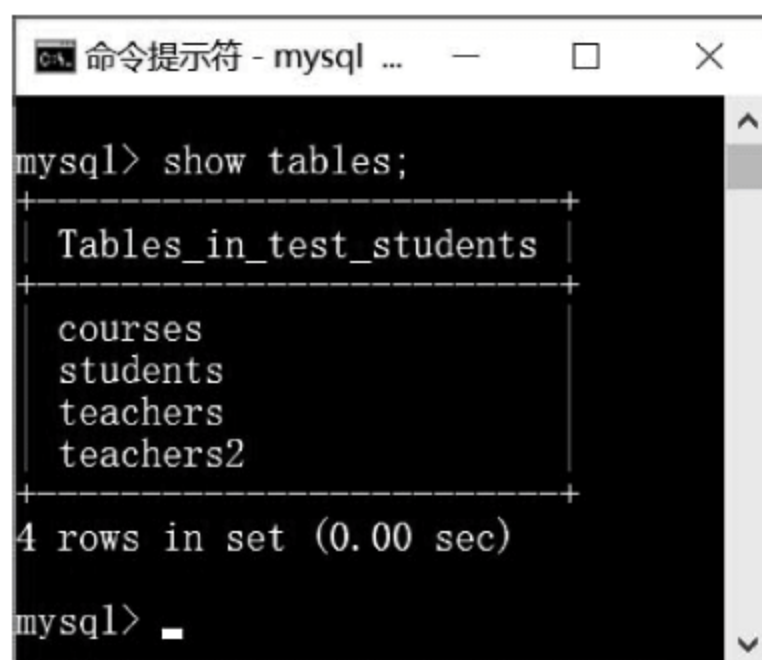 命令提示符 - mysql ...
mysql> show tables;
+--------------------------+
| Tables_in_test_students |
+--------------------------+
| courses |
| students |
| teachers |
| teachers2 |
+--------------------------+
4 rows in set (0.00 sec)
mysql>